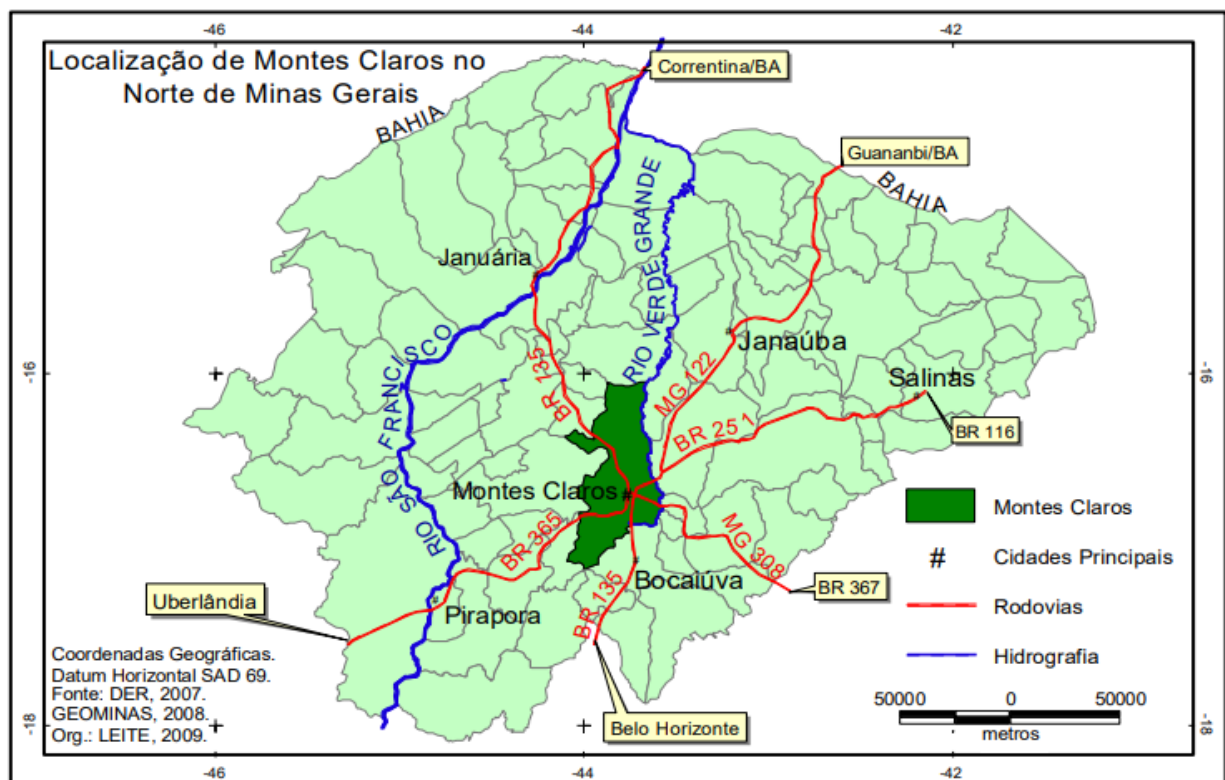 -46
-44
-42
Localização de Montes Claros no
Norte de Minas Gerais
Correntina/BA
BAHIA
Guananbi/BA
BAHIA
RIO VERDE GRANDE
Januária
RIO SÃO FRANCISCO
BR 135
Janaúba
MG 122
-16
-16
Salinas
BR 251
BR 116
Montes Claros
Montes Claros
BR 365
MG 308
Cidades Principais
#
Bocaiúva
BR 367
Uberlândia
Pirapora
BR 135
Rodovias
Hidrografia
Coordenadas Geográficas.
Datum Horizontal SAD 69.
Fonte: DER, 2007.
GEOMINAS, 2008.
Org.: LEITE, 2009.
50000 0 50000
metros
Belo Horizonte
-18
-18
-46
-44
-42